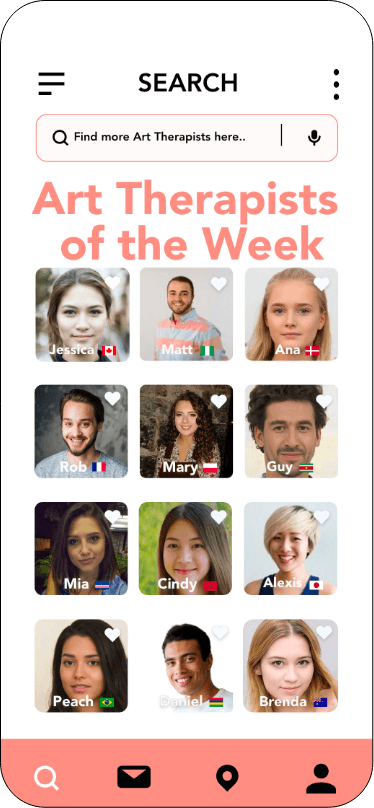 SEARCH
Find more Art Therapists here..
Art Therapists
of the Week
Jessica
Matt
Ana
Rob
Mary
Guy
Mia
Cindy
Alexis
Peach
Daniel
Brenda